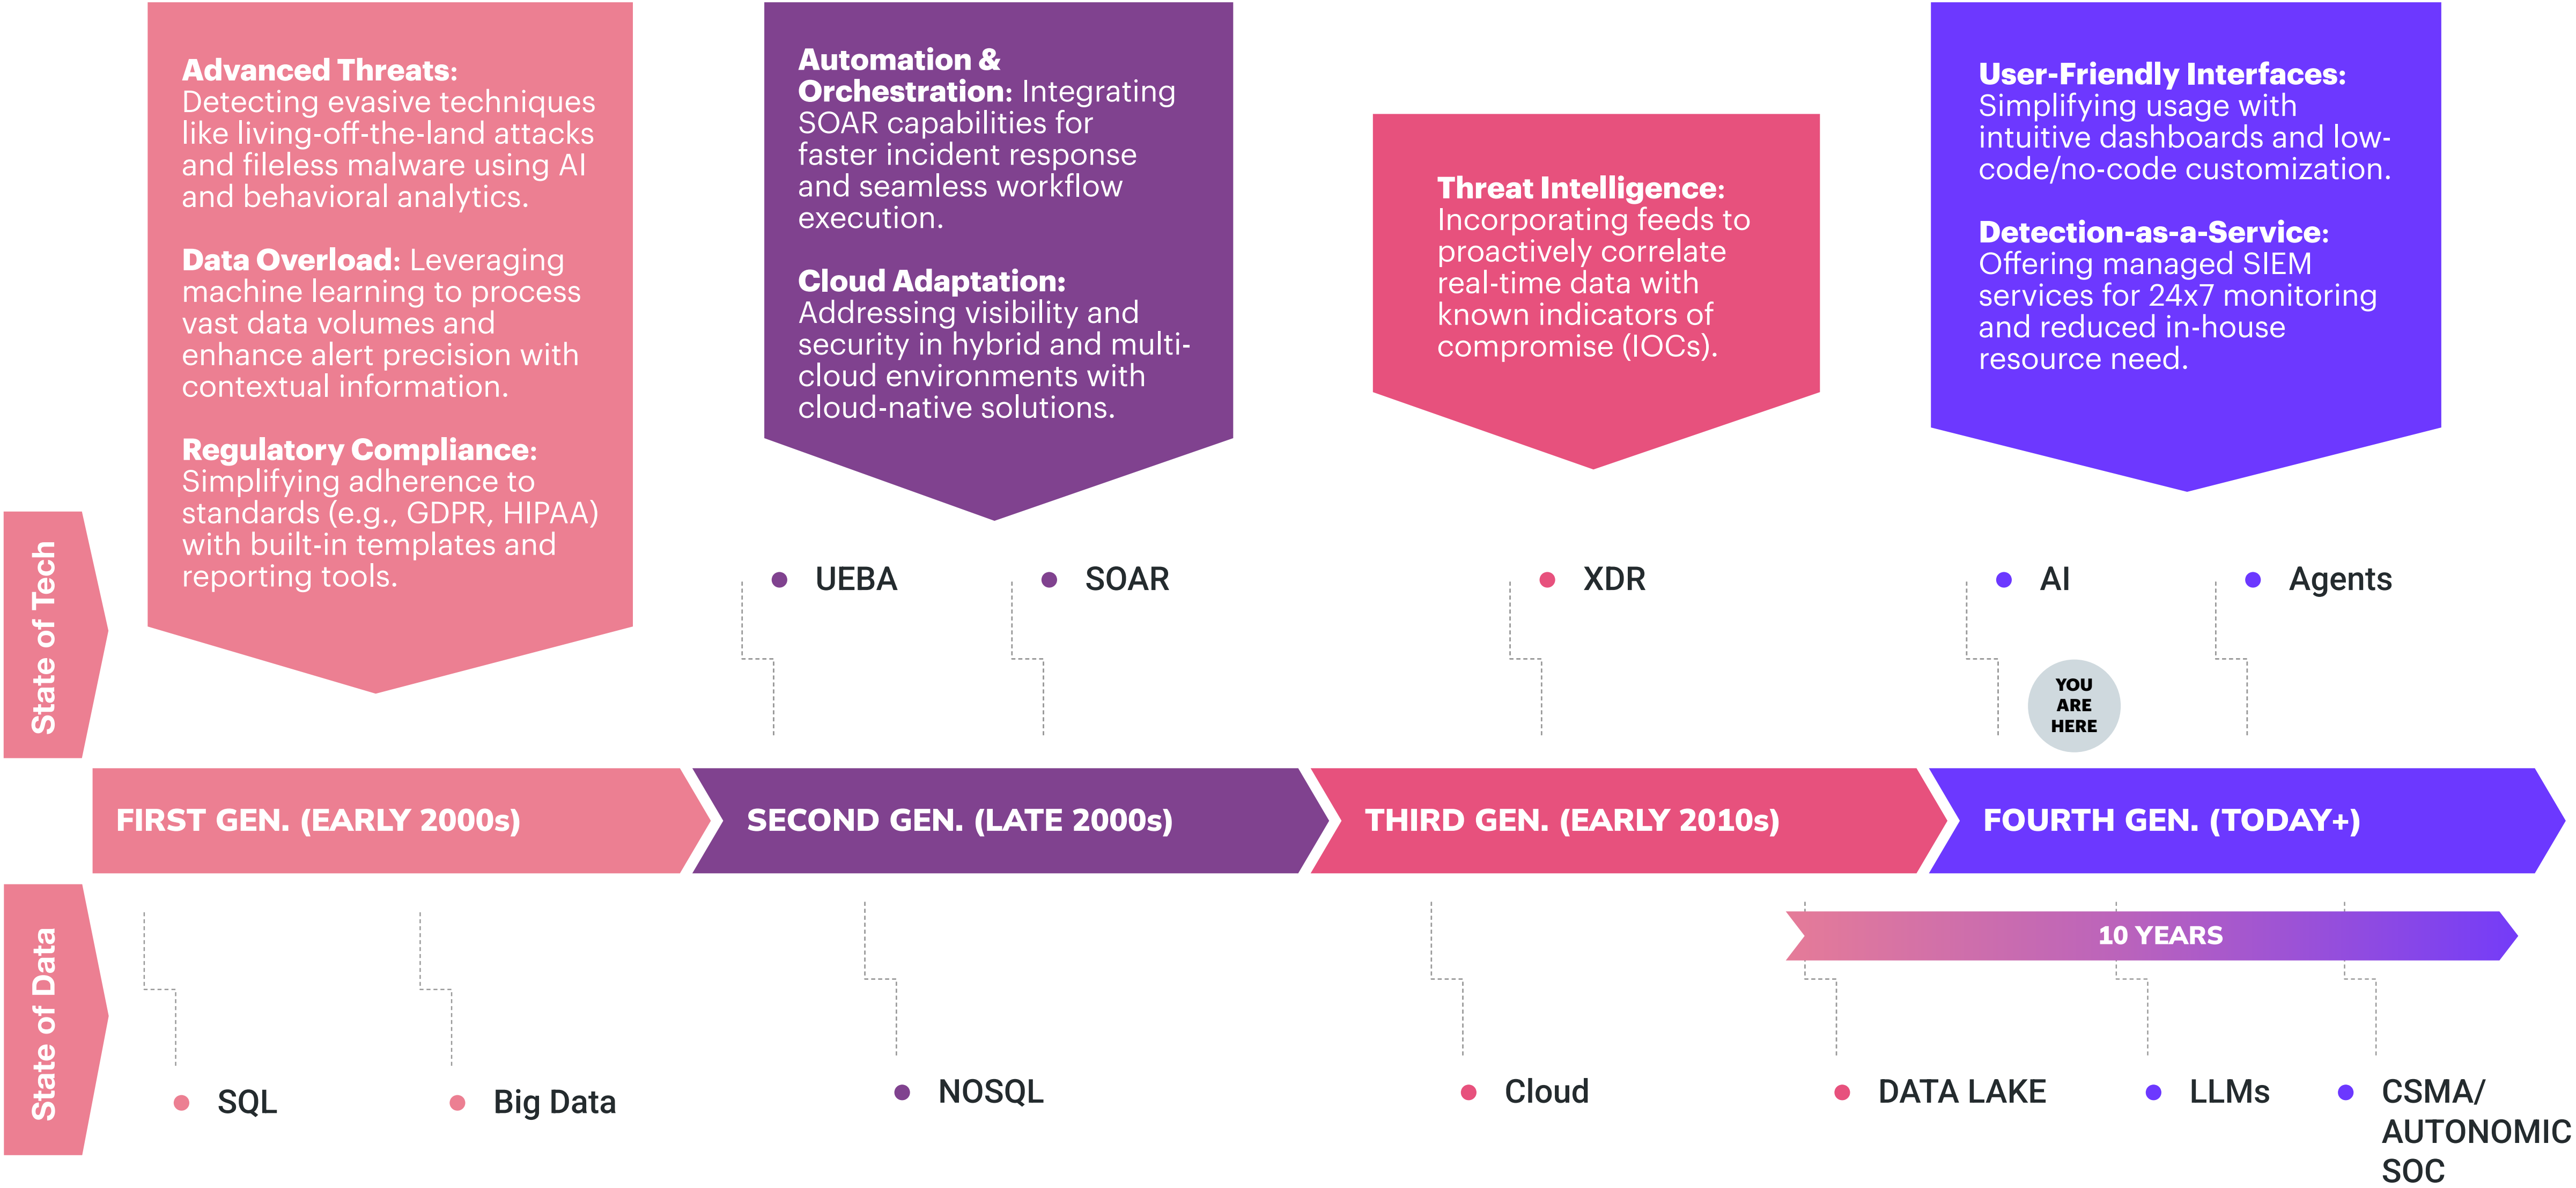 Advanced Threats:
Detecting evasive techniques
like living-off-the-land attacks
and fileless malware using AI
and behavioral analytics.
Data Overload: Leveraging
machine learning to process
vast data volumes and
enhance alert precision with
contextual information.
Regulatory Compliance:
Simplifying adherence to
standards (e.g., GDPR, HIPAA)
with built-in templates and
reporting tools.
Automation &
Orchestration: Integrating
SOAR capabilities for
faster incident response
and seamless workflow
execution.
Cloud Adaptation:
Addressing visibility and
security in hybrid and multi-
cloud environments with
cloud-native solutions.
Threat Intelligence:
Incorporating feeds to
proactively correlate
real-time data with
known indicators of
compromise (IOCs).
User-Friendly Interfaces:
Simplifying usage with
intuitive dashboards and low-
code/no-code customization.
Detection-as-a-Service:
Offering managed SIEM
services for 24x7 monitoring
and reduced in-house
resource need.
State of Tech
UEBA
SOAR
XDR
AI
Agents
YOU
ARE
HERE
FIRST GEN. (EARLY 2000s)
SECOND GEN. (LATE 2000s)
THIRD GEN. (EARLY 2010s)
FOURTH GEN. (TODAY+)
State of Data
10 YEARS
SQL
Big Data
NOSQL
Cloud
DATA LAKE
LLMs
CSMA/
AUTONOMIC
SOC